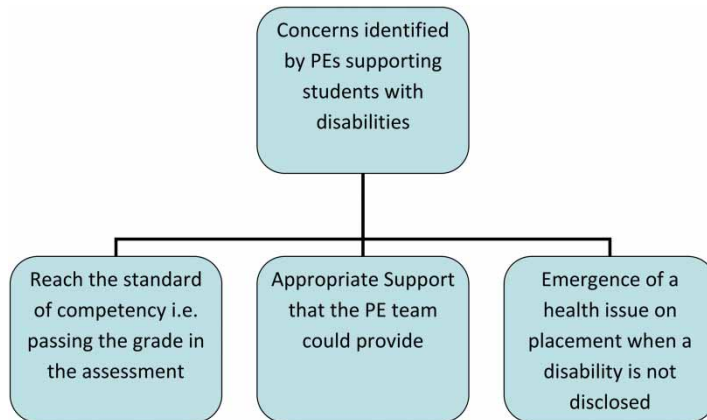 Concerns identified
by PEs supporting
students with
disabilities
Reach the standard
of competency i.e.
passing the grade in
the assessment
Appropriate Support
that the PE team
could provide
Emergence of a
health issue on
placement when a
disability is not
disclosed